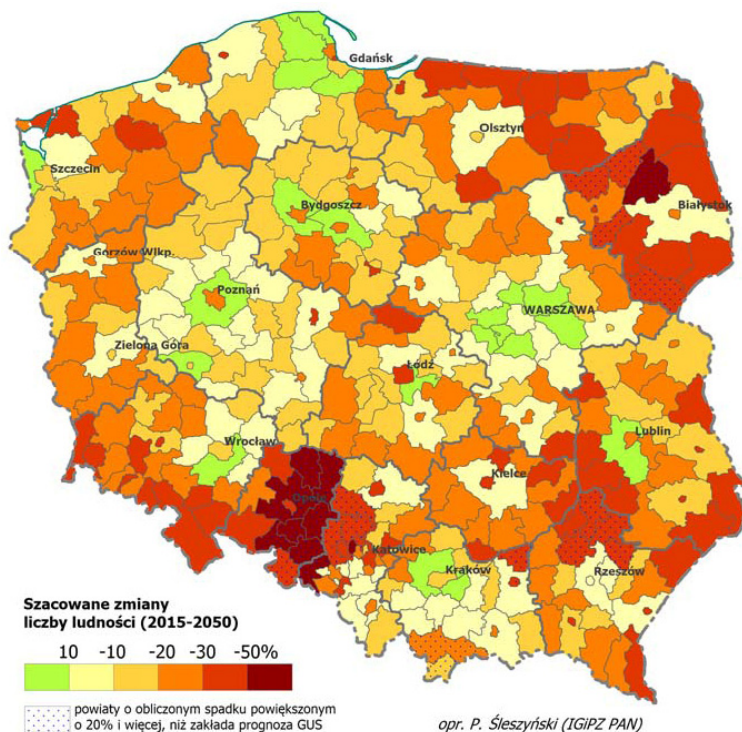 Gdańsk
Olsztyn
Szczecin
Bydgoszcz
Białystok
Gorzów Wlkp.
Poznań
WARSZAWA
Zielona Góra
Łódź
Lublin
Wrocław
Kielce
Opole
Katowice
Kraków
Rzeszów
Szacowane zmiany
liczby ludności (2015-2050)
10 -10 -20 -30 -50%
powiaty o obliczonym spadku powiększonym
o 20% i więcej, niż zakłada prognoza GUS
opr. P. Śleszyński (IGiPZ PAN)